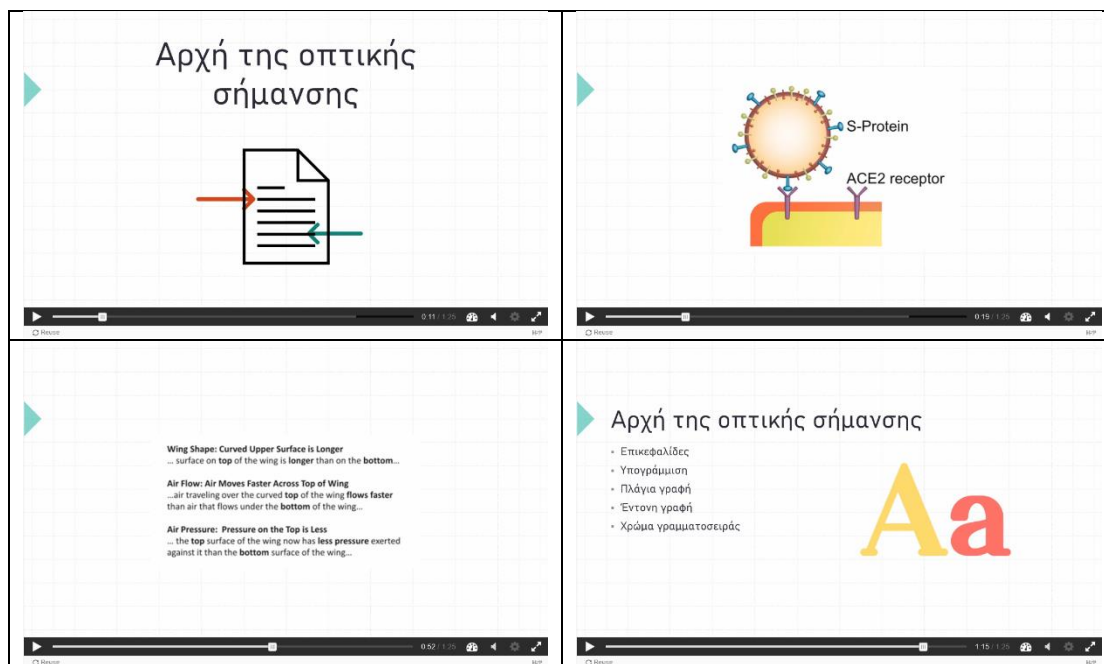 Αρχή της οπτικής
σήμανσης
0:11 / 1:25
Reuse
H5P
S-Protein
ACE2 receptor
0:19 / 1:25
Reuse
H5P
Wing Shape: Curved Upper Surface is Longer
... surface on top of the wing is longer than on the bottom...
Air Flow: Air Moves Faster Across Top of Wing
...air traveling over the curved top of the wing flows faster
than air that flows under the bottom of the wing...
Air Pressure: Pressure on the Top is Less
... the top surface of the wing now has less pressure exerted
against it than the bottom surface of the wing...
0:52 / 1:25
Reuse
H5P
Αρχή της οπτικής σήμανσης
• Επικεφαλίδες
• Υπογράμμιση
• Πλάγια γραφή
• Έντονη γραφή
• Χρώμα γραμματοσειράς
Aa
1:15 / 1:25
Reuse
H5P